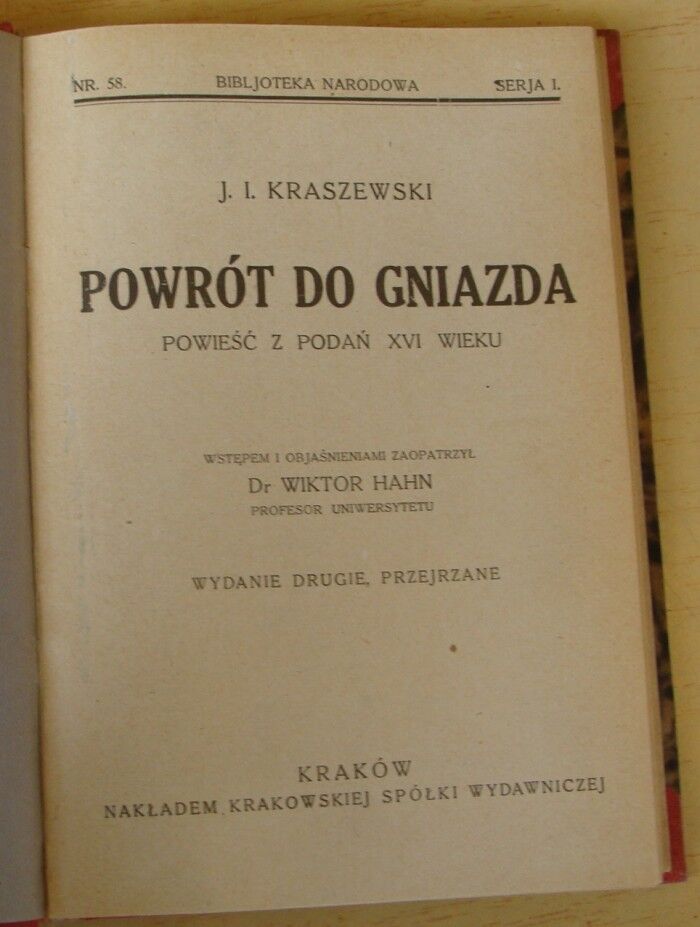 NR. 58. BIBLJOTEKA NARODOWA SERJA I.
J. I. KRASZEWSKI
POWRÓT DO GNIAZDA
POWIEŚĆ Z PODAŃ XVI WIEKU
WSTĘPEM I OBJAŚNIENIAMI ZAOPATRZYŁ
Dr WIKTOR HAHN
PROFESOR UNIWERSYTETU
WYDANIE DRUGIE, PRZEJRZANE
KRAKÓW
NAKŁADEM KRAKOWSKIEJ SPÓŁKI WYDAWNICZEJ